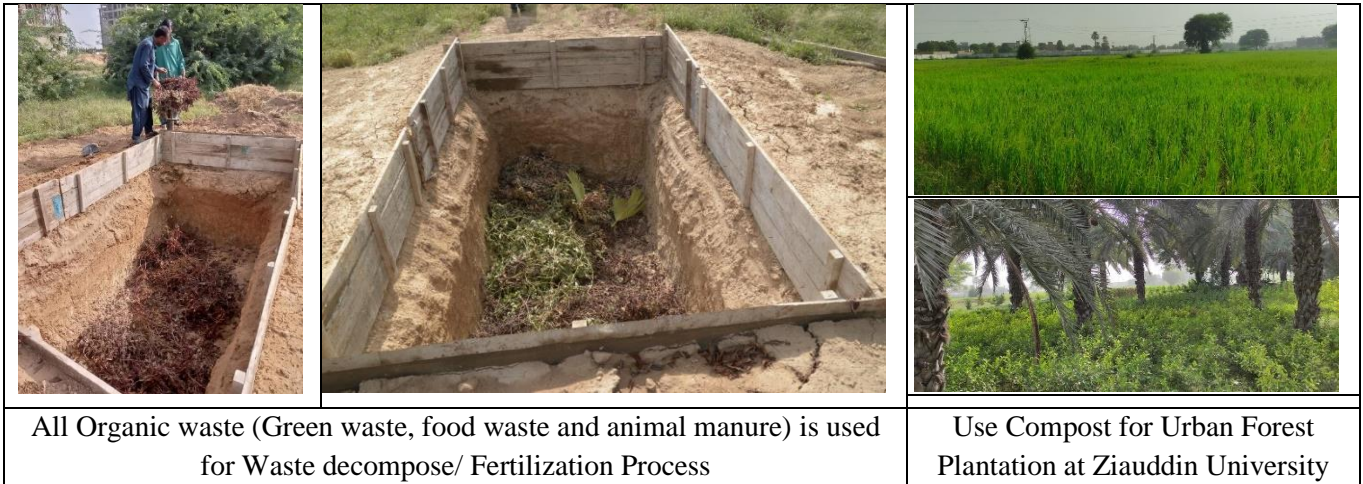 All Organic waste (Green waste, food waste and animal manure) is used
for Waste decompose/ Fertilization Process
Use Compost for Urban Forest
Plantation at Ziauddin University